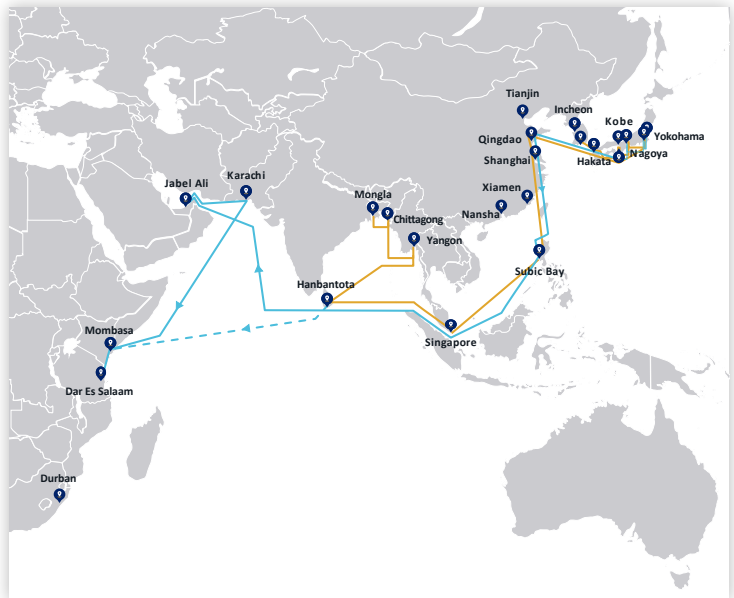 Tianjin
Incheon
Kobe
Qingdao
Yokohama
Shanghai
Hakata
Nagoya
Karachi
Jabel Ali
Mongla
Xiamen
Nansha
Chittagong
Yangon
Subic Bay
Hanbantota
Mombasa
Singapore
Dar Es Salaam
Durban